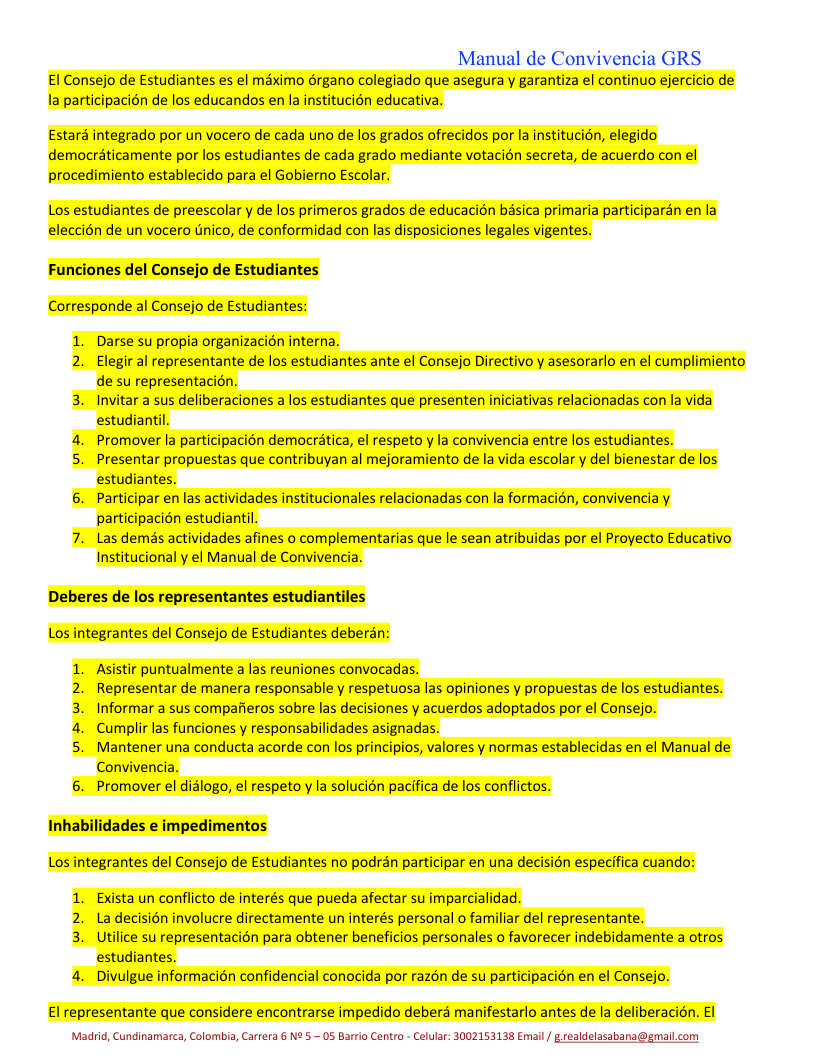 Manual de Convivencia GRS
El Consejo de Estudiantes es el máximo órgano colegiado que asegura y garantiza el continuo ejercicio de
la participación de los educandos en la institución educativa.
Estará integrado por un vocero de cada uno de los grados ofrecidos por la institución, elegido
democráticamente por los estudiantes de cada grado mediante votación secreta, de acuerdo con el
procedimiento establecido para el Gobierno Escolar.
Los estudiantes de preescolar y de los primeros grados de educación básica primaria participarán en la
elección de un vocero único, de conformidad con las disposiciones legales vigentes.
Funciones del Consejo de Estudiantes
Corresponde al Consejo de Estudiantes:
1. Darse su propia organización interna.
2. Elegir al representante de los estudiantes ante el Consejo Directivo y asesorarlo en el cumplimiento
de su representación.
3. Invitar a sus deliberaciones a los estudiantes que presenten iniciativas relacionadas con la vida
estudiantil.
4. Promover la participación democrática, el respeto y la convivencia entre los estudiantes.
5. Presentar propuestas que contribuyan al mejoramiento de la vida escolar y del bienestar de los
estudiantes.
6. Participar en las actividades institucionales relacionadas con la formación, convivencia y
participación estudiantil.
7. Las demás actividades afines o complementarias que le sean atribuidas por el Proyecto Educativo
Institucional y el Manual de Convivencia.
Deberes de los representantes estudiantiles
Los integrantes del Consejo de Estudiantes deberán:
1. Asistir puntualmente a las reuniones convocadas.
2. Representar de manera responsable y respetuosa las opiniones y propuestas de los estudiantes.
3. Informar a sus compañeros sobre las decisiones y acuerdos adoptados por el Consejo.
4. Cumplir las funciones y responsabilidades asignadas.
5. Mantener una conducta acorde con los principios, valores y normas establecidas en el Manual de
Convivencia.
6. Promover el diálogo, el respeto y la solución pacífica de los conflictos.
Inhabilidades e impedimentos
Los integrantes del Consejo de Estudiantes no podrán participar en una decisión específica cuando:
1. Exista un conflicto de interés que pueda afectar su imparcialidad.
2. La decisión involucre directamente un interés personal o familiar del representante.
3. Utilice su representación para obtener beneficios personales o favorecer indebidamente a otros
estudiantes.
4. Divulgue información confidencial conocida por razón de su participación en el Consejo.
El representante que considere encontrarse impedido deberá manifestarlo antes de la deliberación. El
Madrid, Cundinamarca, Colombia, Carrera 6 Nº 5 – 05 Barrio Centro - Celular: 3002153138 Email / g.realdelasabana@gmail.com